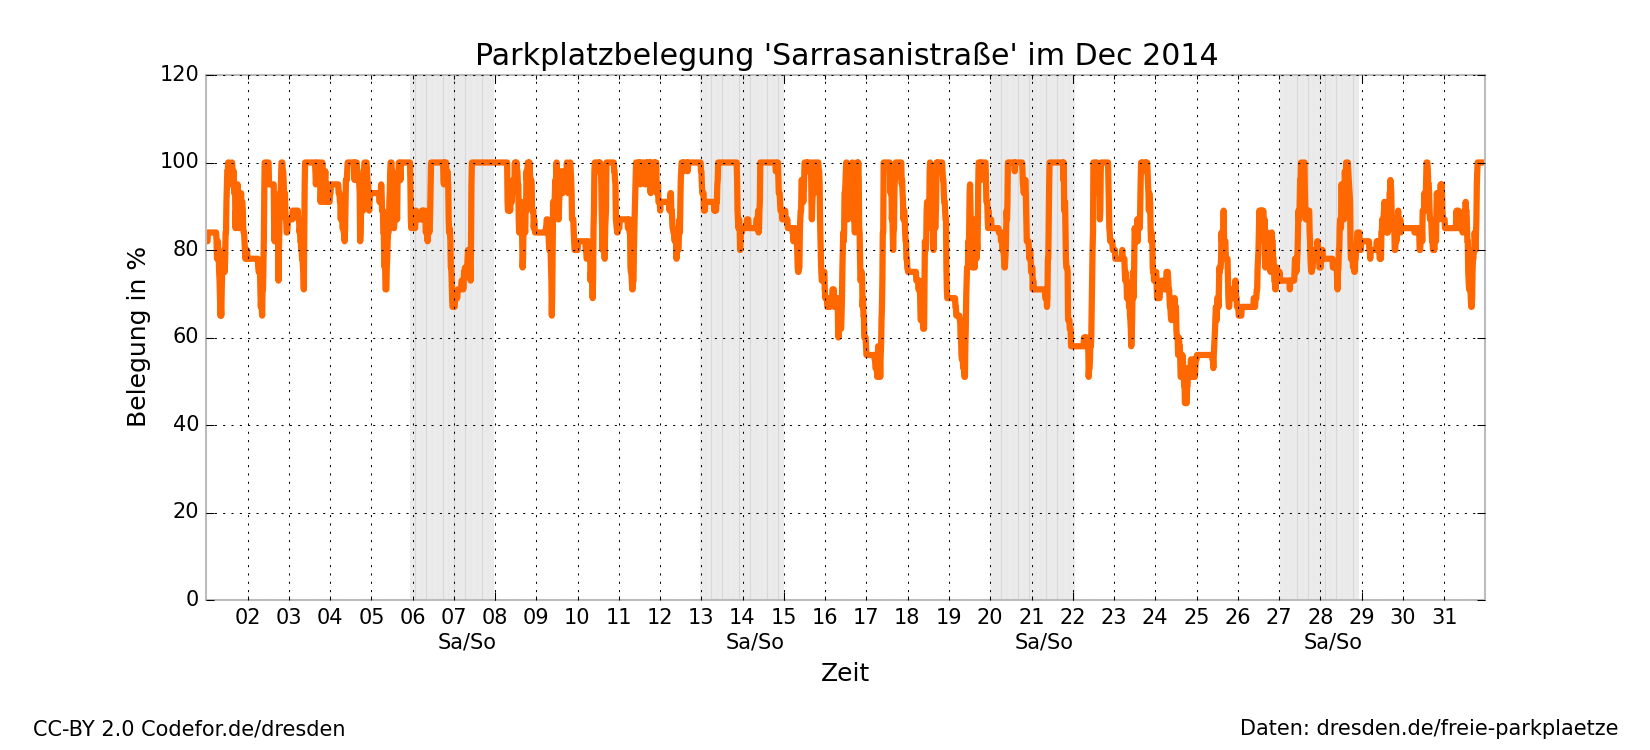 Parkplatzbelegung 'Sarrasanistraße' im Dec 2014
120
100
80
60
40
20
0
Belegung in %
02 03 04 05 06 07 08 09 10 11 12 13 14 15 16 17 18 19 20 21 22 23 24 25 26 27 28 29 30 31
Sa/So Sa/So Sa/So Sa/So
Zeit
CC-BY 2.0 Codefor.de/dresden
Daten: dresden.de/freie-parkplaetze